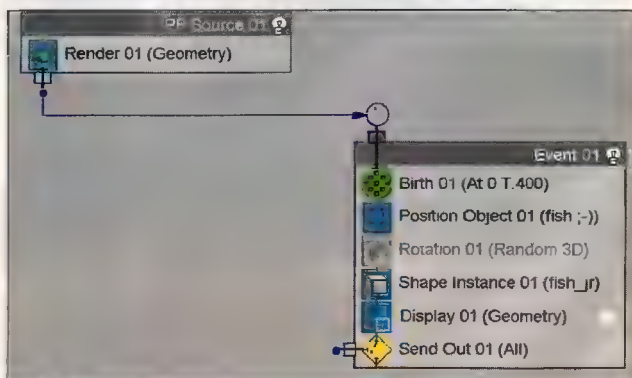 PF Source 01
Render 01 (Geometry)
Event 01
Birth 01 (At 0 T.400)
Position Object 01 (fish ;-))
Rotation 01 (Random 3D)
Shape Instance 01 (fish_jr)
Display 01 (Geometry)
Send Out 01 (All)